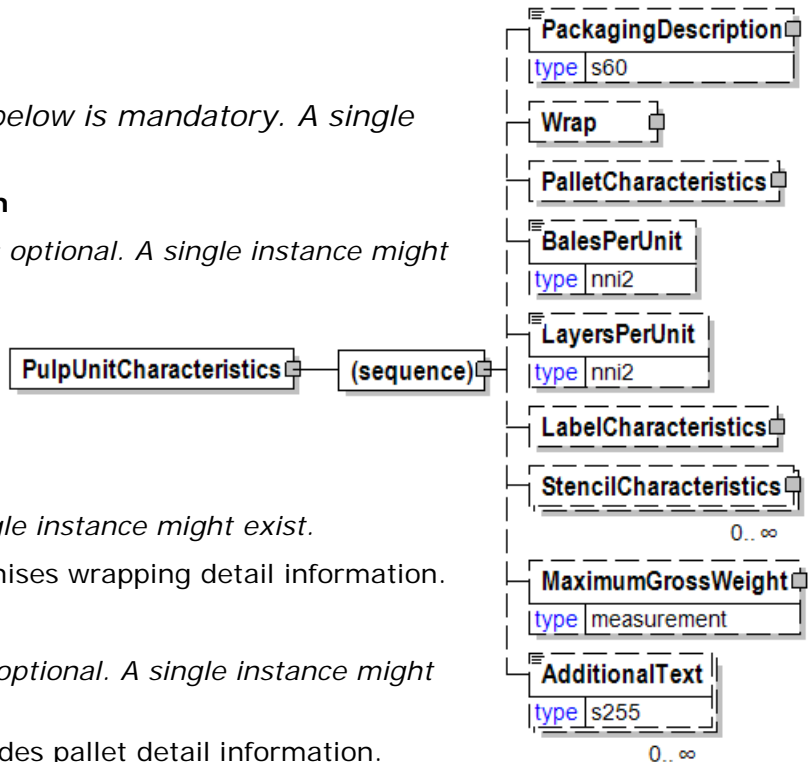 below is mandatory. A single
n
optional. A single instance might
gle instance might exist.
nises wrapping detail information.
optional. A single instance might
des pallet detail information.
PulpUnitCharacteristics
(sequence)
PackagingDescription
type s60
Wrap
PalletCharacteristics
BalesPerUnit
type nni2
LayersPerUnit
type nni2
LabelCharacteristics
StencilCharacteristics
0.. ∞
MaximumGrossWeight
type measurement
AdditionalText
type s255
0.. ∞